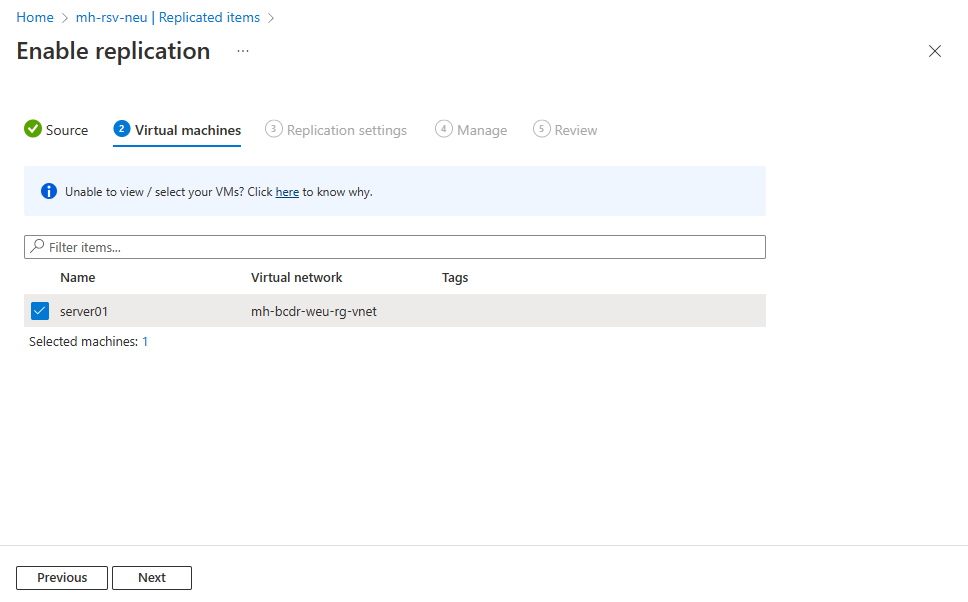 Home > mh-rsv-neu | Replicated items >
Enable replication ...
Source 2 Virtual machines 3 Replication settings 4 Manage 5 Review
Unable to view / select your VMs? Click here to know why.
Filter items...
Name Virtual network Tags
server01 mh-bcdr-weu-rg-vnet
Selected machines: 1
Previous Next